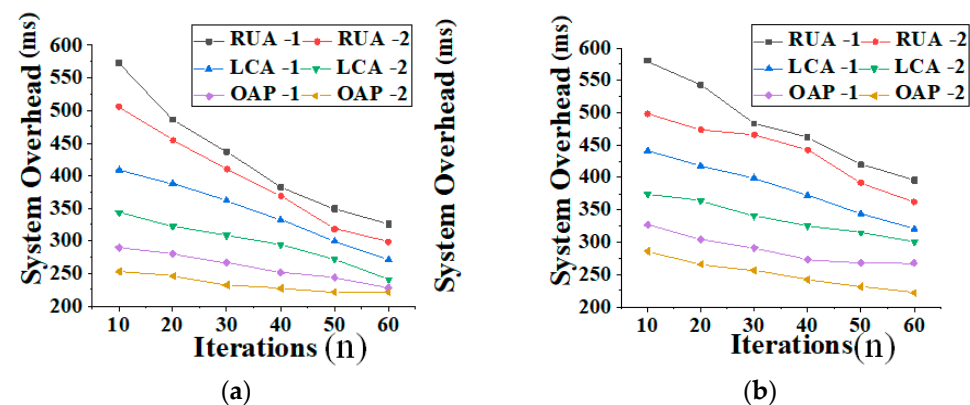 System Overhead (ms)
600
550
500
450
400
350
300
250
200
RUA -1 RUA -2
LCA -1 LCA -2
OAP -1 OAP -2
10 20 30 40 50 60
Iterations (n)
(a)
System Overhead (ms)
600
550
500
450
400
350
300
250
200
RUA -1 RUA -2
LCA -1 LCA -2
OAP -1 OAP -2
10 20 30 40 50 60
Iterations(n)
(b)